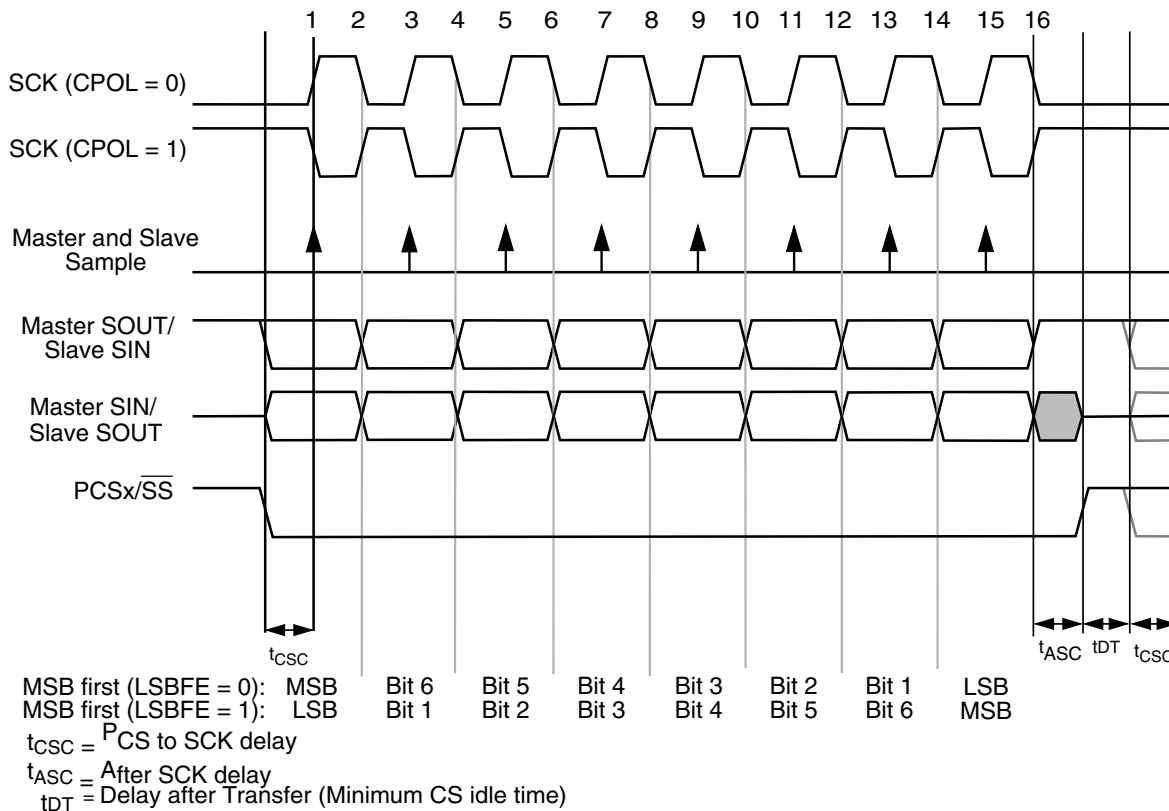 1 2 3 4 5 6 7 8 9 10 11 12 13 14 15 16
SCK (CPOL = 0)
SCK (CPOL = 1)
Master and Slave
Sample
Master SOUT/
Slave SIN
Master SIN/
Slave SOUT
PCSx/SS
tCSC tASC tDT tCSC
MSB first (LSBFE = 0): MSB Bit 6 Bit 5 Bit 4 Bit 3 Bit 2 Bit 1 LSB
MSB first (LSBFE = 1): LSB Bit 1 Bit 2 Bit 3 Bit 4 Bit 5 Bit 6 MSB
tCSC = PCS to SCK delay
tASC = After SCK delay
tDT = Delay after Transfer (Minimum CS idle time)